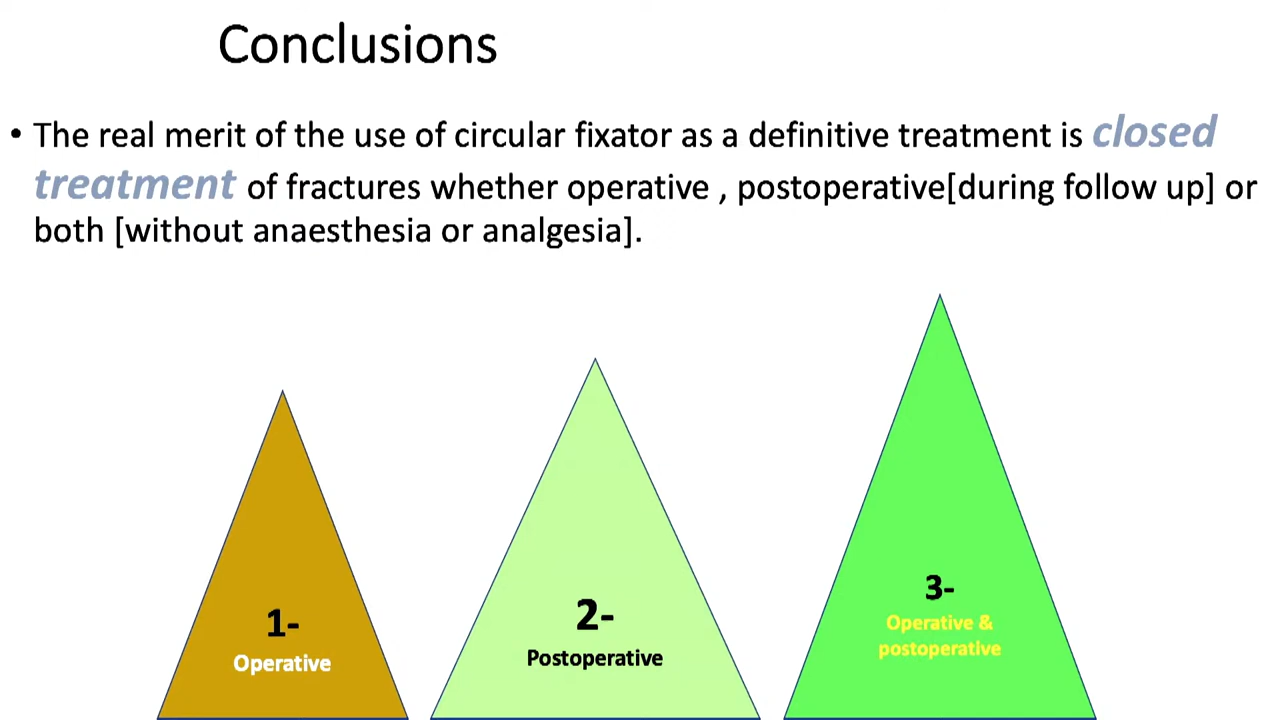 Conclusions
• The real merit of the use of circular fixator as a definitive treatment is closed
treatment of fractures whether operative , postoperative[during follow up] or
both [without anaesthesia or analgesia].
1-
Operative
2-
Postoperative
3-
Operative &
postoperative